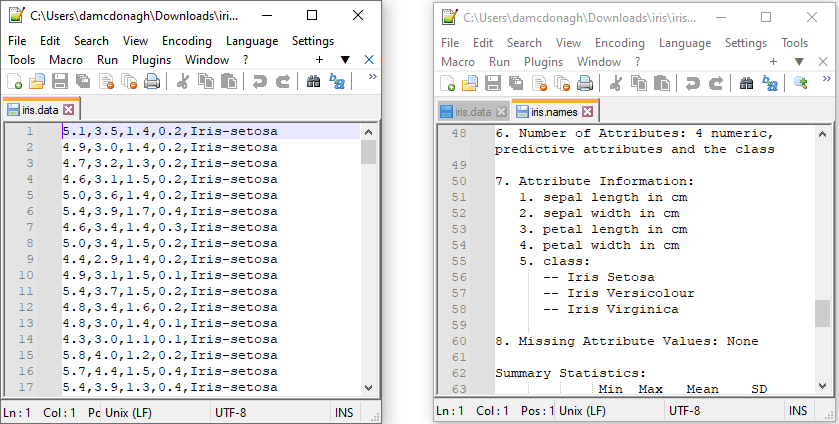 C:\Users\damcdonagh\Downloads\iri...
File Edit Search View Encoding Language Settings
Tools Macro Run Plugins Window ? + ▼ X
iris.data
1 5.1,3.5,1.4,0.2,Iris-setosa
2 4.9,3.0,1.4,0.2,Iris-setosa
3 4.7,3.2,1.3,0.2,Iris-setosa
4 4.6,3.1,1.5,0.2,Iris-setosa
5 5.0,3.6,1.4,0.2,Iris-setosa
6 5.4,3.9,1.7,0.4,Iris-setosa
7 4.6,3.4,1.4,0.3,Iris-setosa
8 5.0,3.4,1.5,0.2,Iris-setosa
9 4.4,2.9,1.4,0.2,Iris-setosa
10 4.9,3.1,1.5,0.1,Iris-setosa
11 5.4,3.7,1.5,0.2,Iris-setosa
12 4.8,3.4,1.6,0.2,Iris-setosa
13 4.8,3.0,1.4,0.1,Iris-setosa
14 4.3,3.0,1.1,0.1,Iris-setosa
15 5.8,4.0,1.2,0.2,Iris-setosa
16 5.7,4.4,1.5,0.4,Iris-setosa
17 5.4,3.9,1.3,0.4,Iris-setosa
Ln : 1 Col : 1 Pc Unix (LF) UTF-8 INS
C:\Users\damcdonagh\Downloads\iris\iris...
File Edit Search View Encoding Language Settings Tools
Macro Run Plugins Window ? + ▼ X
iris.data iris.names
48 6. Number of Attributes: 4 numeric,
predictive attributes and the class
49
50 7. Attribute Information:
51 1. sepal length in cm
52 2. sepal width in cm
53 3. petal length in cm
54 4. petal width in cm
55 5. class:
56 -- Iris Setosa
57 -- Iris Versicolour
58 -- Iris Virginica
59
60 8. Missing Attribute Values: None
61
62 Summary Statistics:
63 Min Max Mean SD
Ln : 1 Col : 1 Pos : 1 Unix (LF) UTF-8 INS